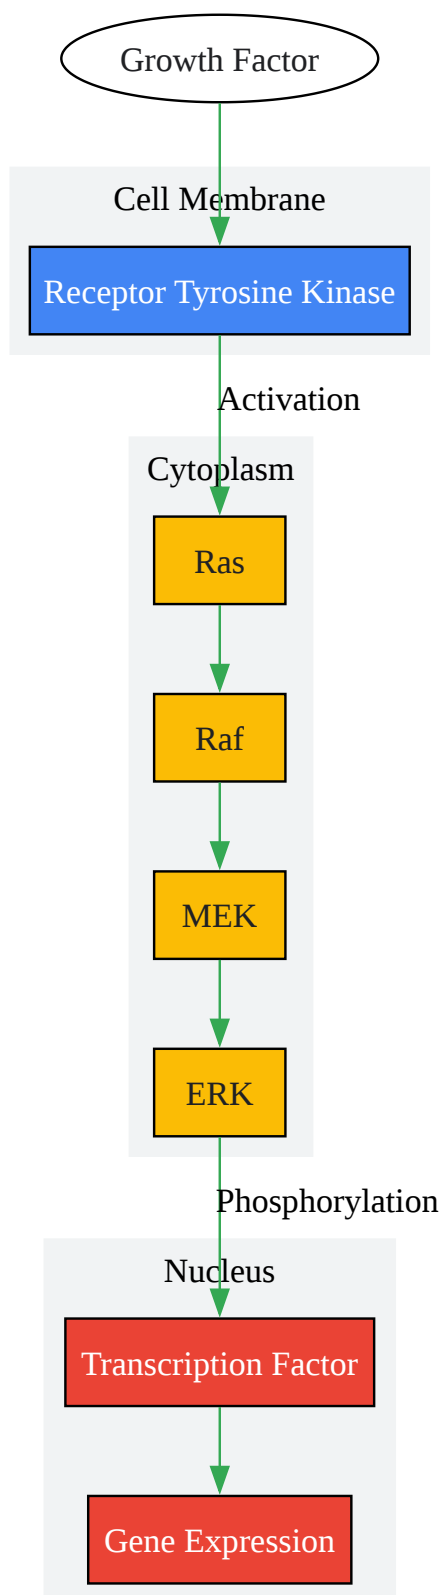 Growth Factor
Cell Membrane
Receptor Tyrosine Kinase
Activation
Cytoplasm
Ras
Raf
MEK
ERK
Phosphorylation
Nucleus
Transcription Factor
Gene Expression